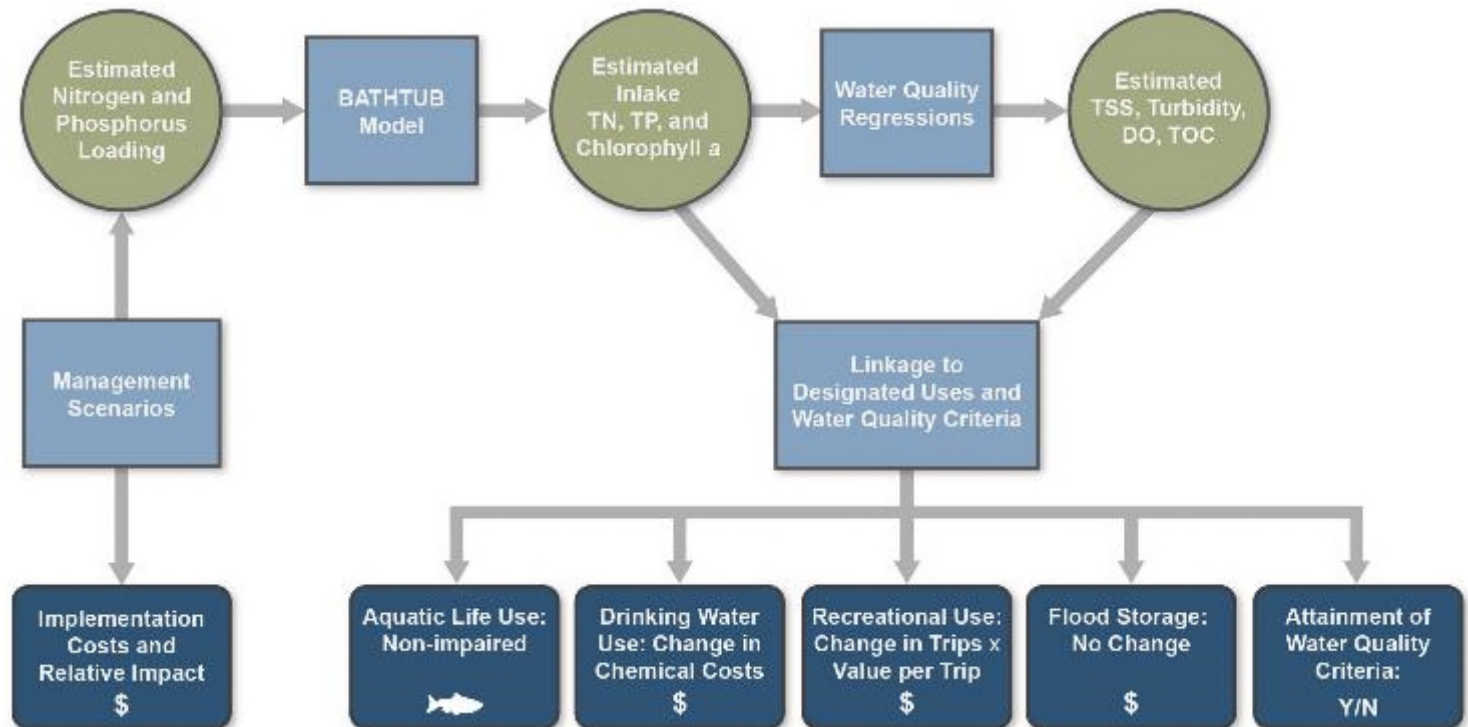 Estimated
Nitrogen and
Phosphorus
Loading
BATHTUB
Model
Estimated
Inlake
TN, TP, and
Chlorophyll a
Water Quality
Regressions
Estimated
TSS, Turbidity,
DO, TOC
Management
Scenarios
Linkage to
Designated Uses and
Water Quality Criteria
Implementation
Costs and
Relative Impact
$
Aquatic Life Use:
Non-impaired
Drinking Water
Use: Change in
Chemical Costs
$
Recreational Use:
Change in Trips x
Value per Trip
$
Flood Storage:
No Change
$
Attainment of
Water Quality
Criteria:
Y/N